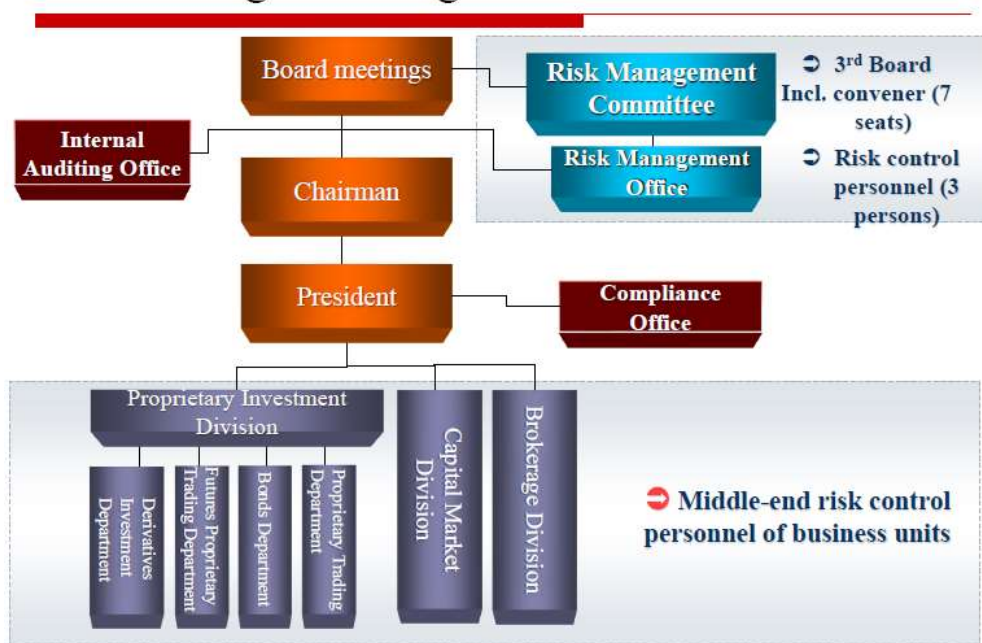 Board meetings
Risk Management
Committee
➲ 3rd Board
Incl. convener (7
seats)
Internal
Auditing Office
Risk Management
Office
➲ Risk control
personnel (3
persons)
Chairman
President
Compliance
Office
Proprietary Investment
Division
Derivatives
Investment
Department
Futures Proprietary
Trading Department
Bonds Department
Proprietary Trading
Department
Capital Market
Division
Brokerage Division
➲ Middle-end risk control
personnel of business units